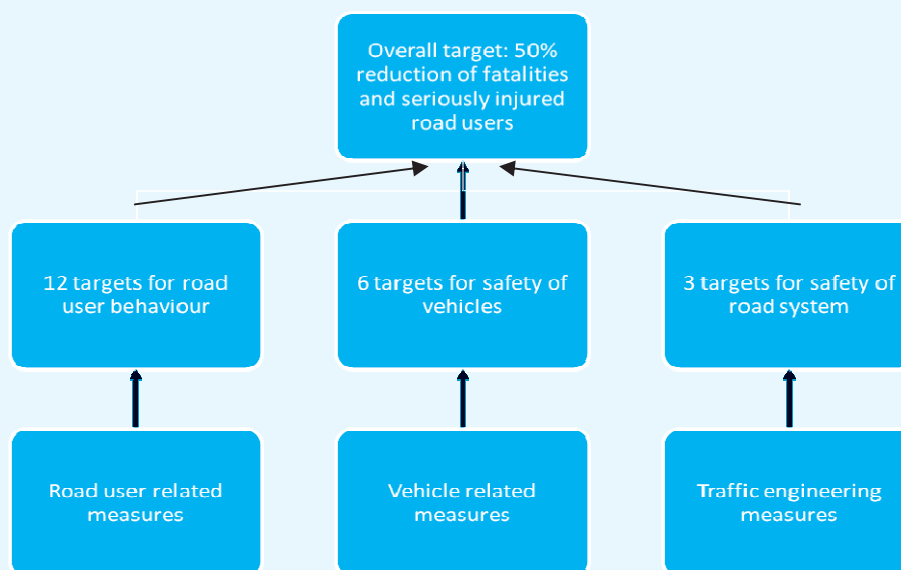 Overall target: 50%
reduction of fatalities
and seriously injured
road users
12 targets for road
user behaviour
6 targets for safety of
vehicles
3 targets for safety of
road system
Road user related
measures
Vehicle related
measures
Traffic engineering
measures